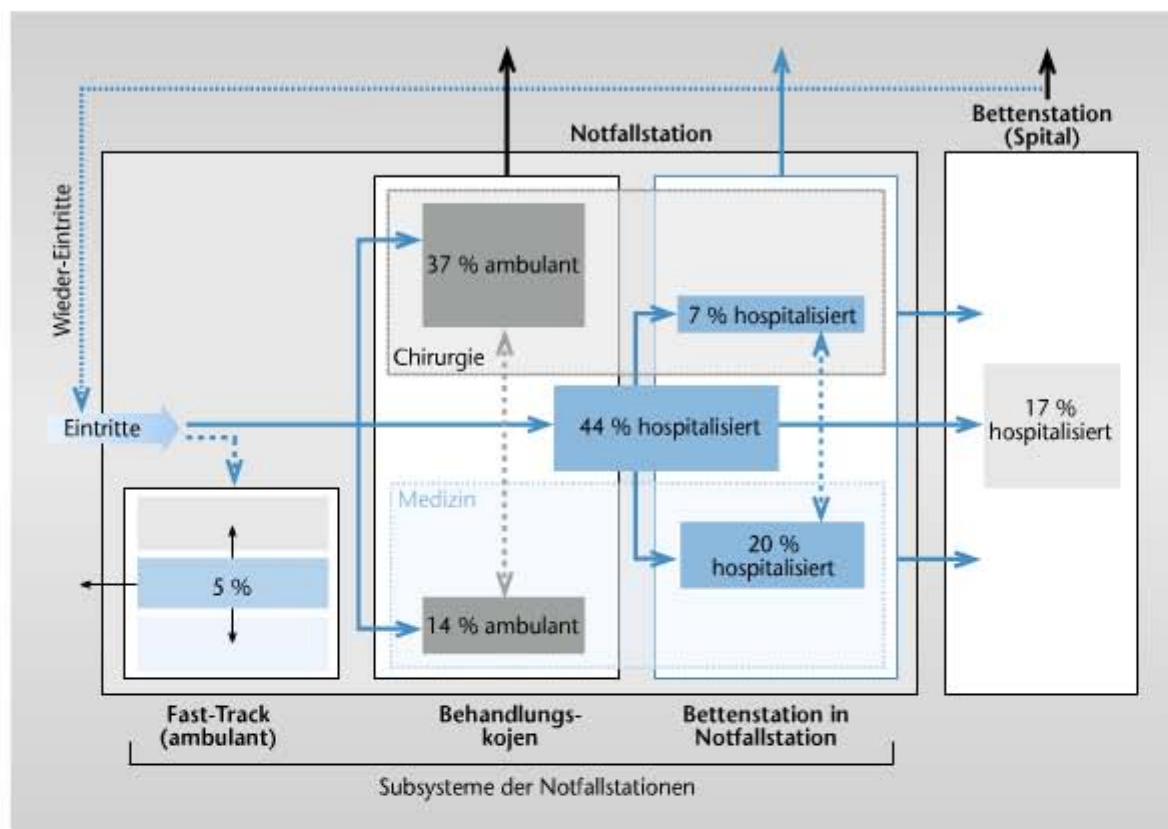 Bettenstation
(Spital)
Notfallstation
Wieder-Eintritte
37 % ambulant
7 % hospitalisiert
Chirurgie
Eintritte
44 % hospitalisiert
17 %
hospitalisiert
Medizin
20 %
hospitalisiert
5 %
14 % ambulant
Fast-Track
(ambulant)
Behandlungs-
kojen
Bettenstation in
Notfallstation
Subsysteme der Notfallstationen